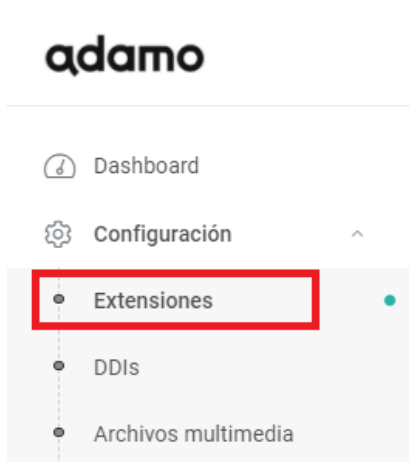 adamo
Dashboard
Configuración
Extensiones
DDIs
Archivos multimedia